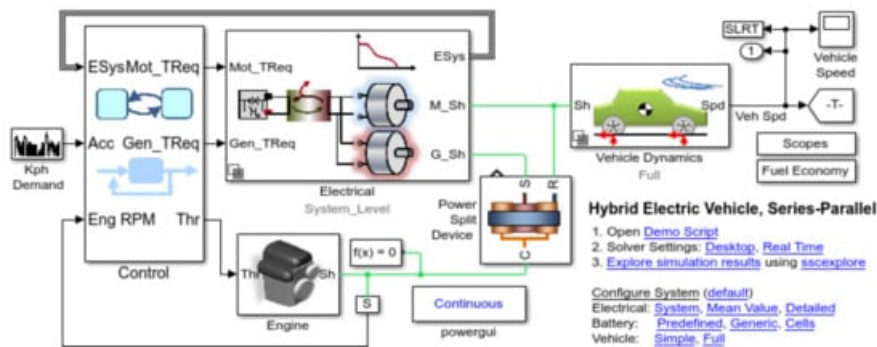 SLRT
1
Vehicle
Speed
ESys
Mot_TReq
Mot_TReq
ESys
M_Sh
Sh
Spd
Veh Spd
-T-
Acc
Gen_TReq
Gen_TReq
G_Sh
Kph
Demand
Vehicle Dynamics
Full
Scopes
Fuel Economy
Eng RPM
Thr
Electrical
System_Level
Power
Split
Device
S
R
C
Control
Thr
Sh
Engine
f(x) = 0
S
Continuous
powergui
Hybrid Electric Vehicle, Series-Parallel
1. Open Demo Script
2. Solver Settings: Desktop, Real Time
3. Explore simulation results using sscexplore
Configure System (default)
Electrical: System, Mean Value, Detailed
Battery: Predefined, Generic, Cells
Vehicle: Simple, Full